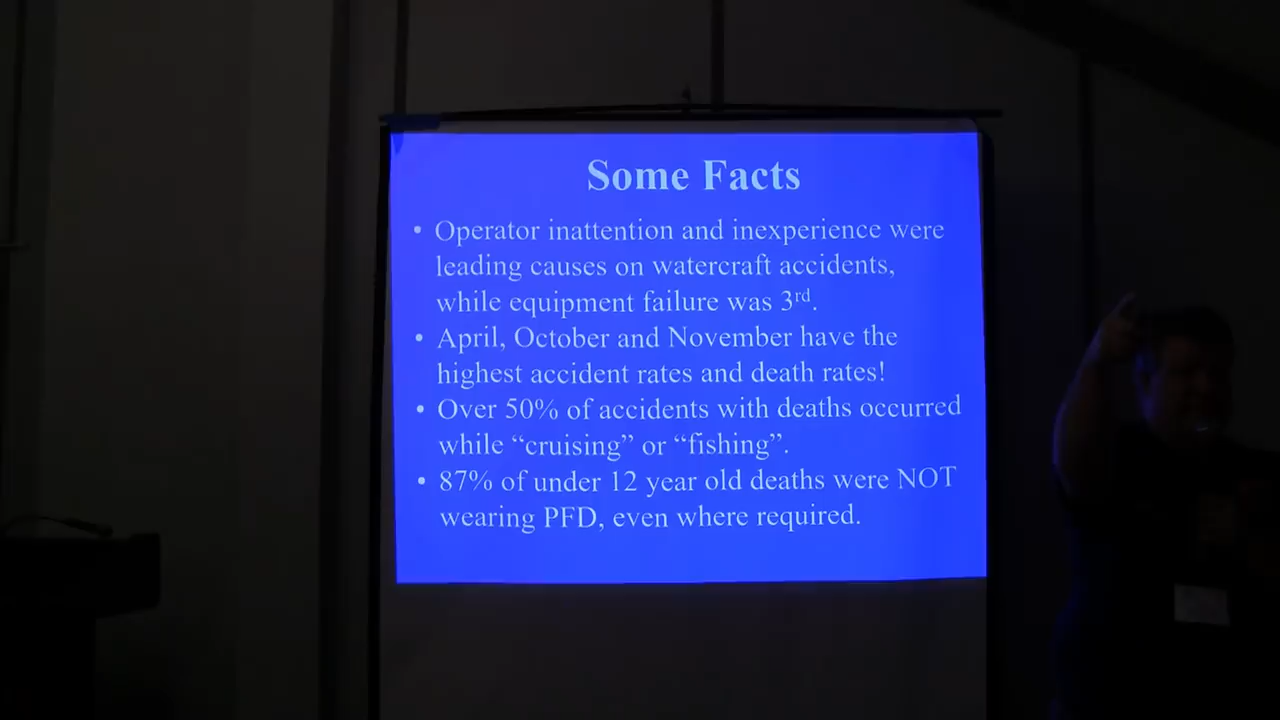 Some Facts
• Operator inattention and inexperience were
leading causes on watercraft accidents,
while equipment failure was 3rd.
• April, October and November have the
highest accident rates and death rates!
• Over 50% of accidents with deaths occurred
while “cruising” or “fishing”.
• 87% of under 12 year old deaths were NOT
wearing PFD, even where required.